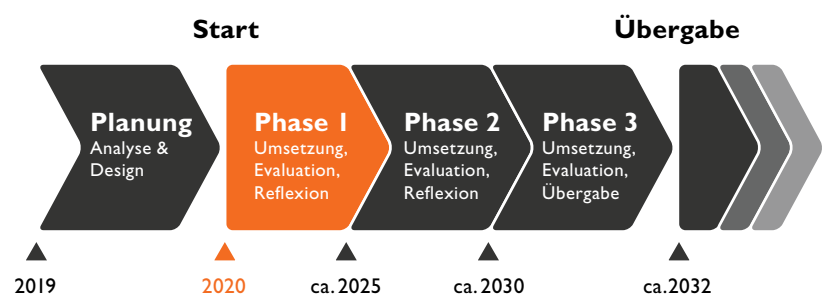 Start
Übergabe
Planung
Analyse &
Design
Phase 1
Umsetzung,
Evaluation,
Reflexion
Phase 2
Umsetzung,
Evaluation,
Reflexion
Phase 3
Umsetzung,
Evaluation,
Übergabe
2019
2020
ca. 2025
ca. 2030
ca. 2032